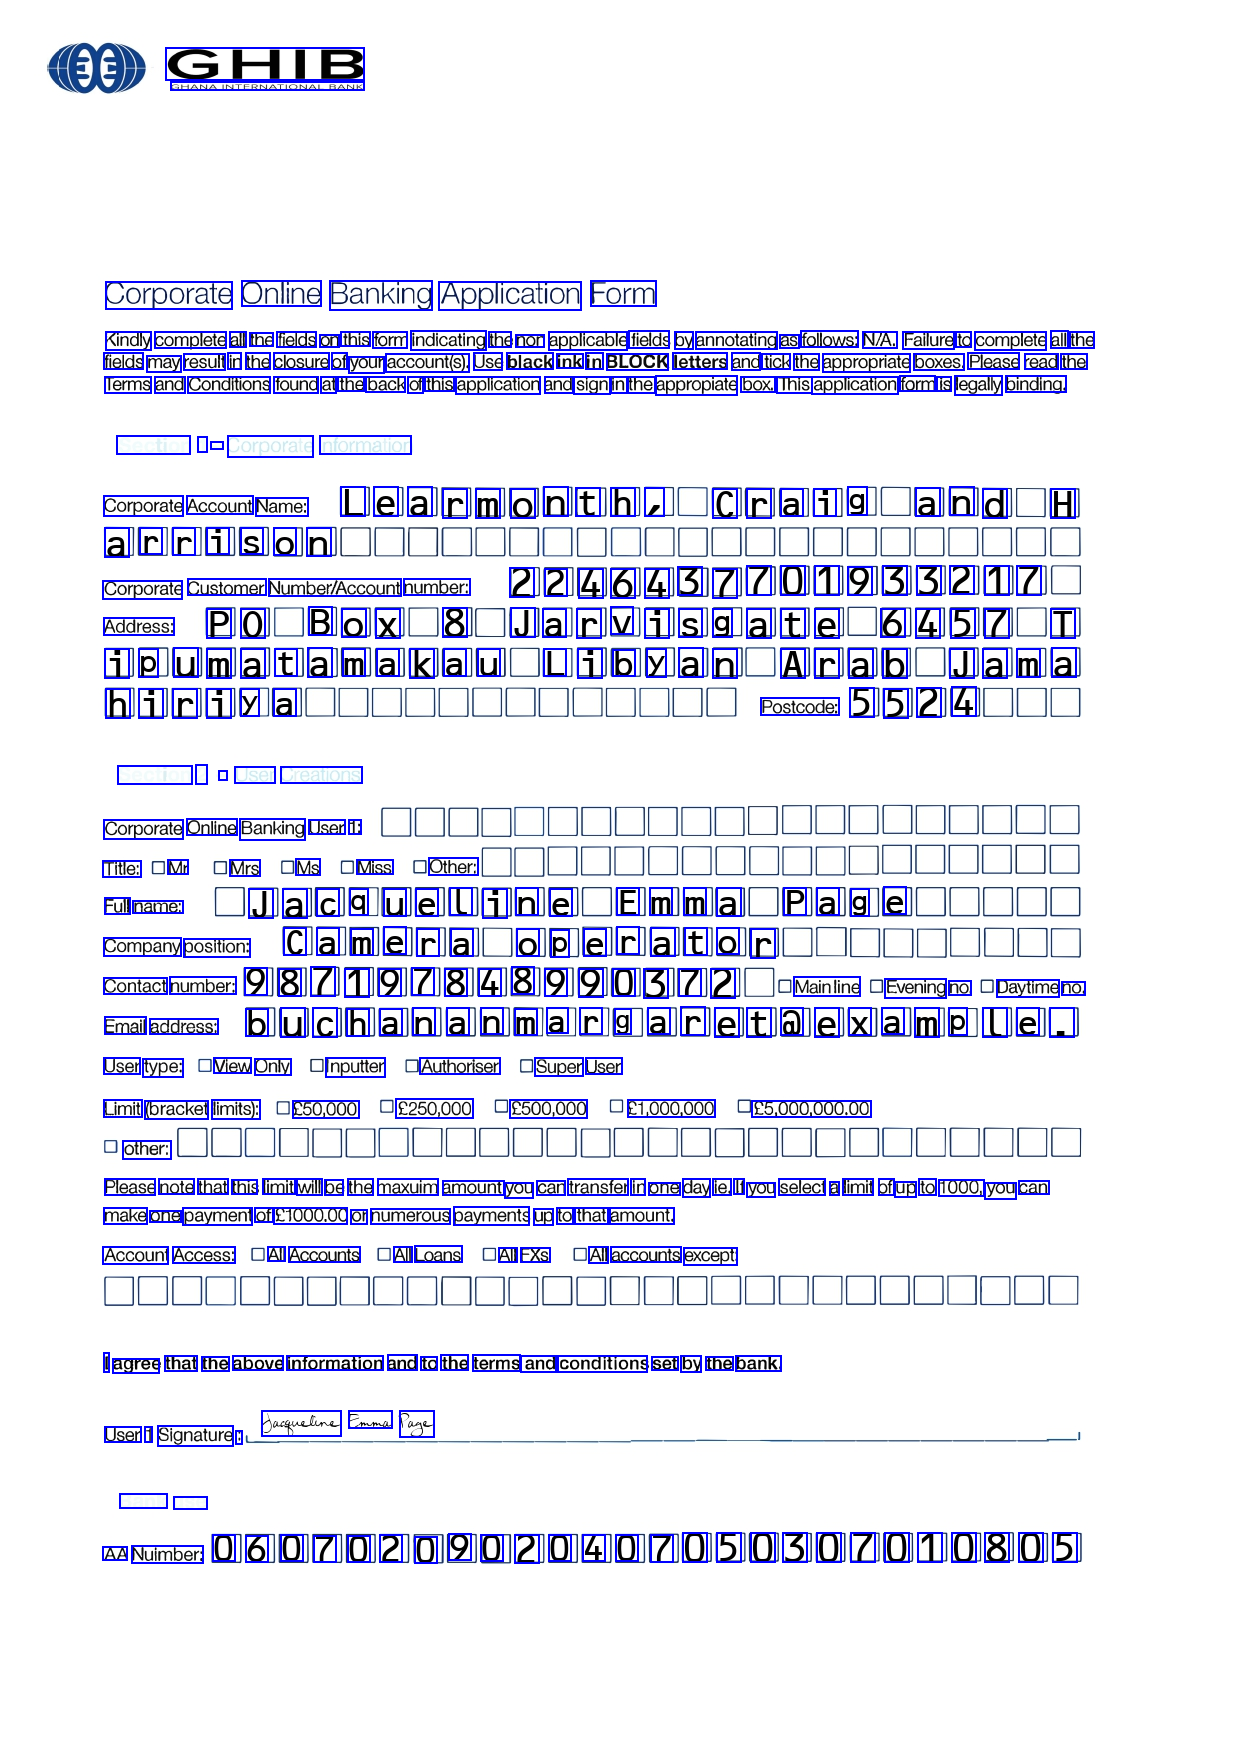 GHIB
GHANA INTERNATIONAL BANK
Corporate Online Banking Application Form
Kindly complete all the fields on this form indicating the non applicable fields by annotating as follows: N/A. Failure to complete all the
fields may result in the closure of your account(s). Use black ink in BLOCK letters and tick the appropriate boxes. Please read the
Terms and Conditions found at the back of this application and sign in the appropiate box. This application form is legally binding.
Section - Corporate Information
Corporate Account Name: Learmonth, Craig and H
arrison
Corporate Customer Number/Account number: 2246437701933217
Address: PO Box 8 Jarvisgate 6457 T
ipumatamakau Libyan Arab Jama
hiriya Postcode: 5524
Section - User Creations
Corporate Online Banking User 1:
Title: Mr Mrs Ms Miss Other:
Full name: Jacqueline Emma Page
Company position: Camera operator
Contact number: 987197848990372 Main line Evening no Daytime no.
Email address: buchananmargaret@example.
User type: View Only Inputter Authoriser Super User
Limit (bracket limits): £50,000 £250,000 £500,000 £1,000,000 £5,000,000.00
other:
Please note that this limit will be the maxuim amount you can transfer in one day ie. If you select a limit of up to 1000, you can
make one payment of £1000.00 or numerous payments up to that amount.
Account Access: All Accounts All Loans All FXs All accounts except
I agree that the above information and to the terms and conditions set by the bank.
User 1 Signature: Jacqueline Emma Page
AA Nuimber: 06070209020407050307010805